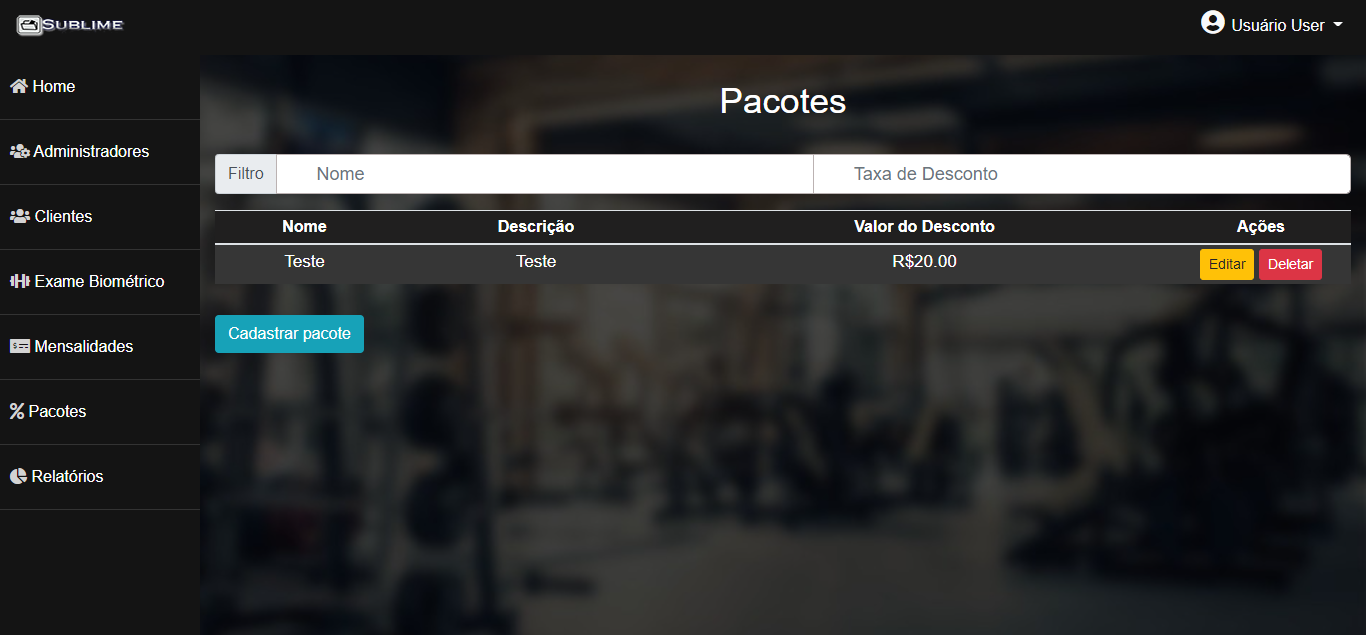 SUBLIME
Usuário User
Home
Administradores
Clientes
Exame Biométrico
Mensalidades
Pacotes
Relatórios
Pacotes
Filtro Nome Taxa de Desconto
Nome Descrição Valor do Desconto Ações
Teste Teste R$20.00 Editar Deletar
Cadastrar pacote